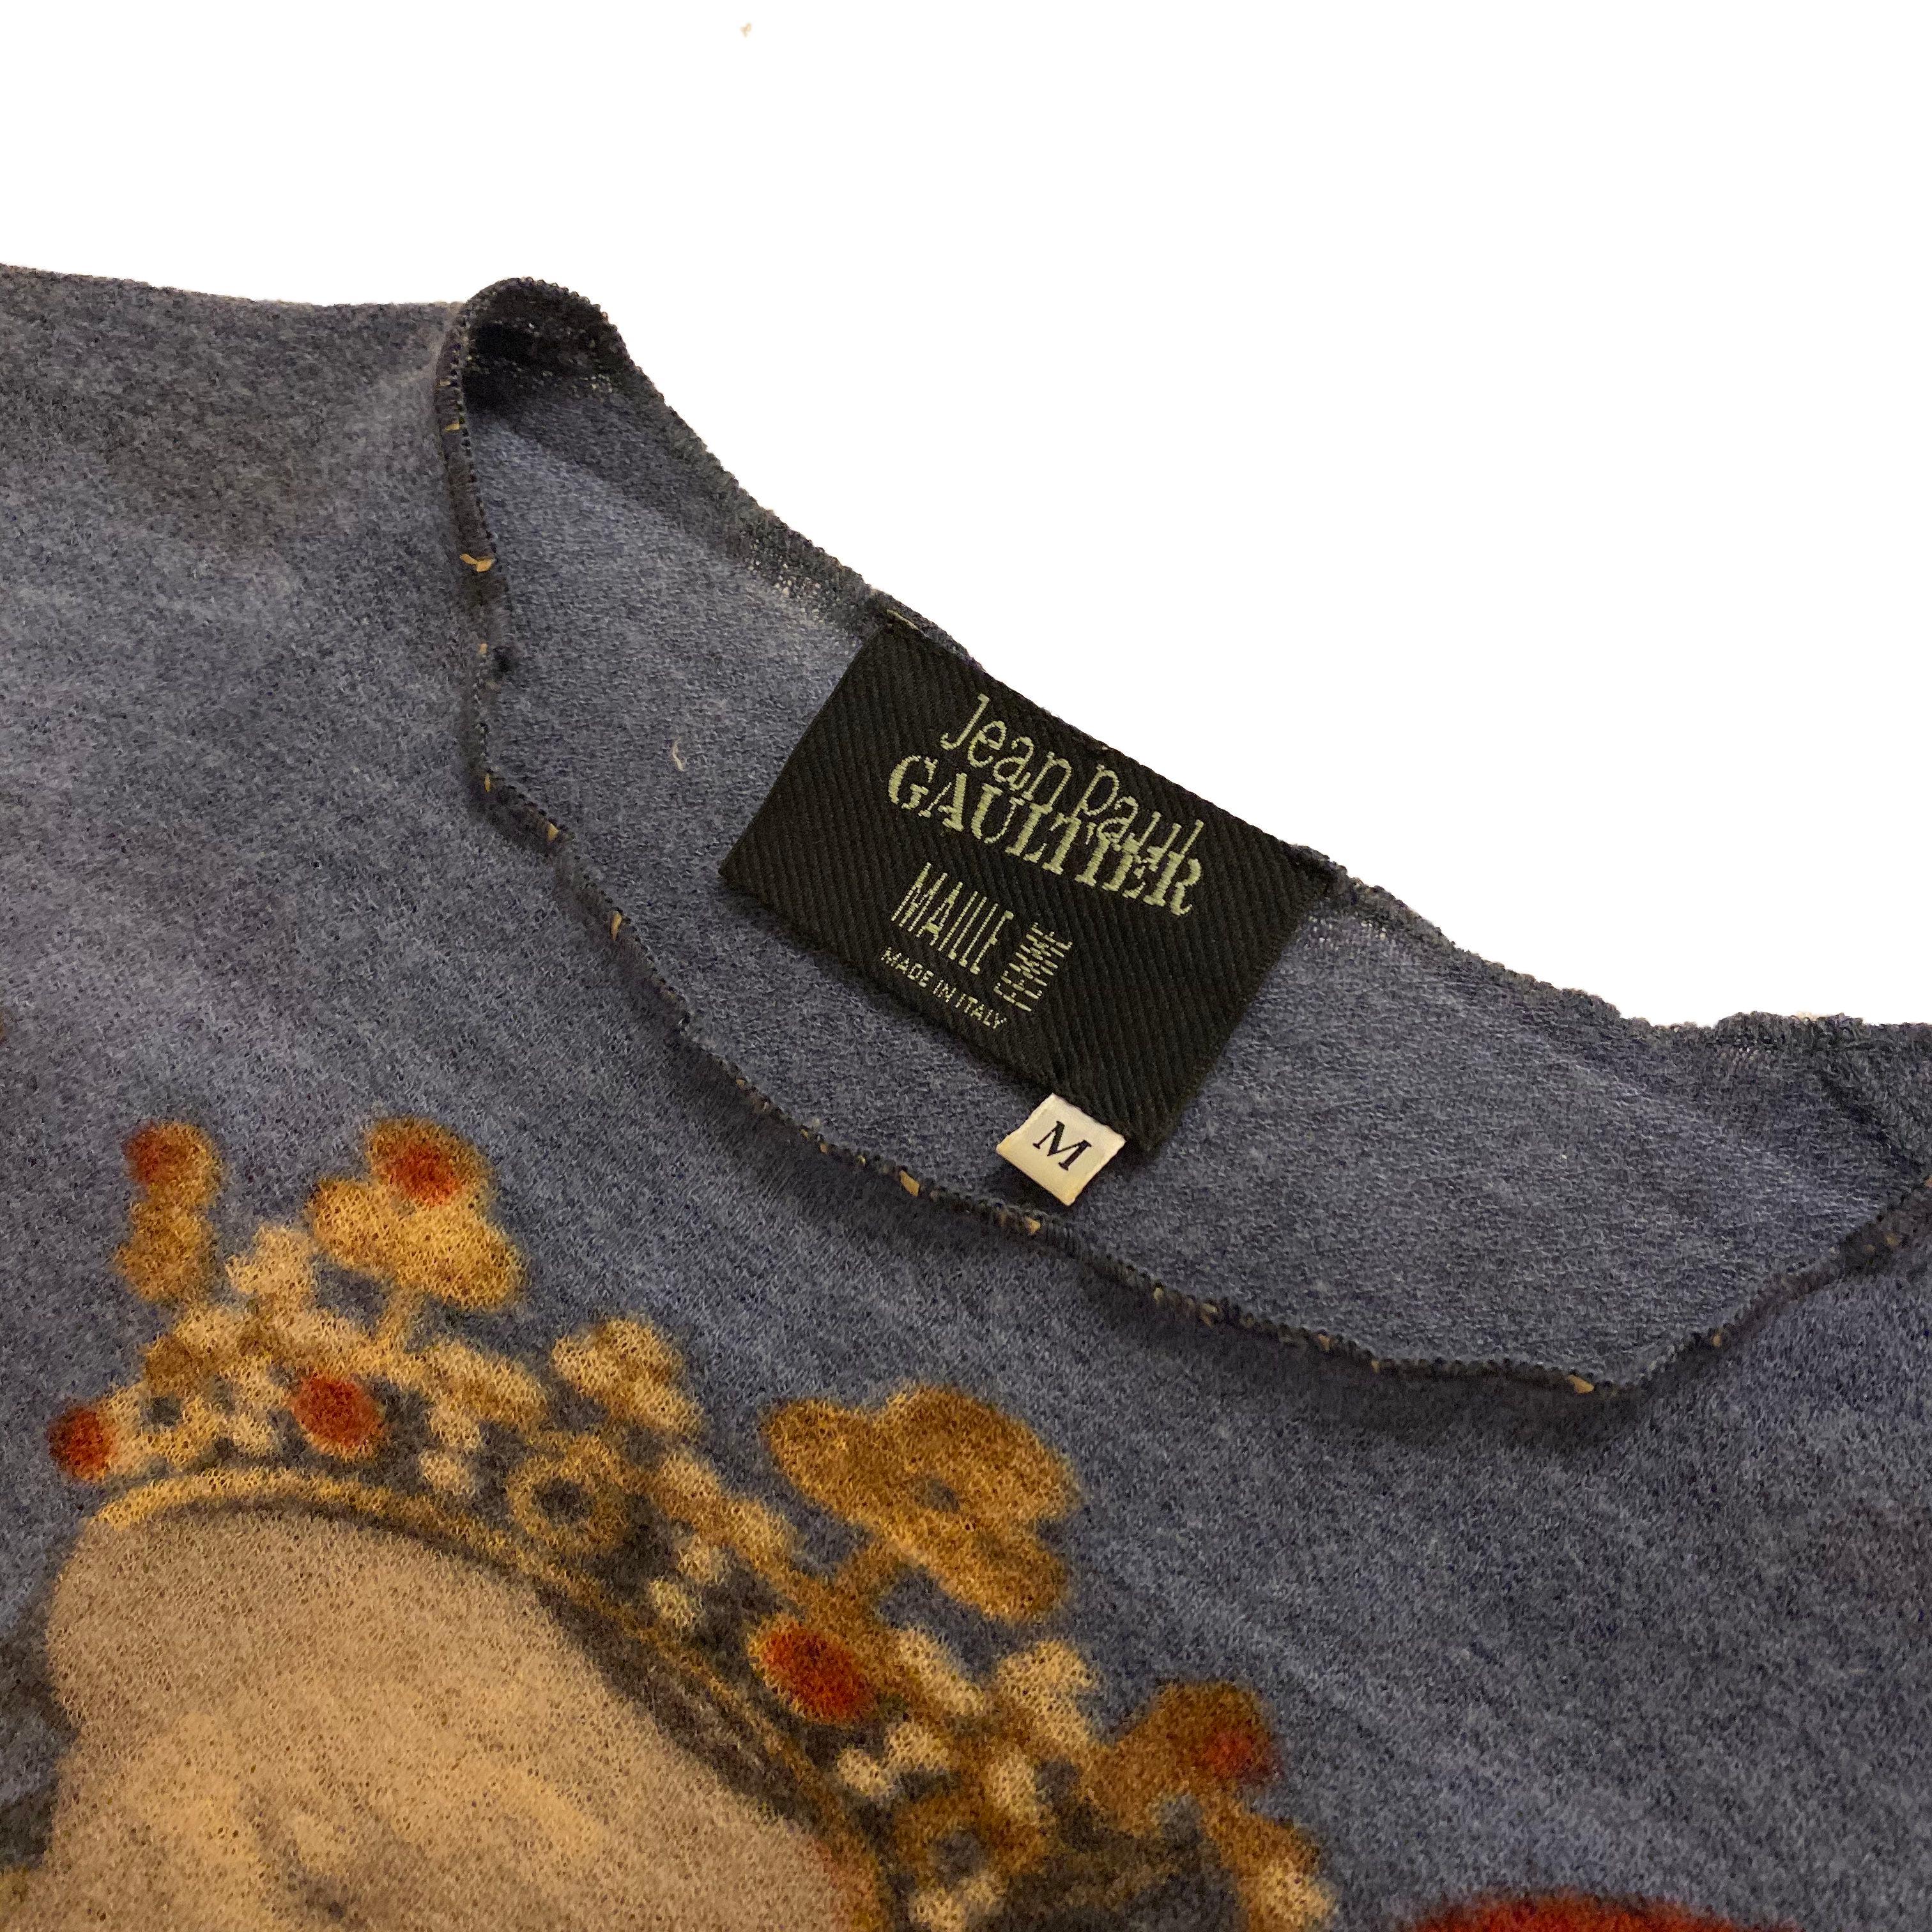 Jean Paul
GAULTIER
MAILLE FEMME
MADE IN ITALY
M